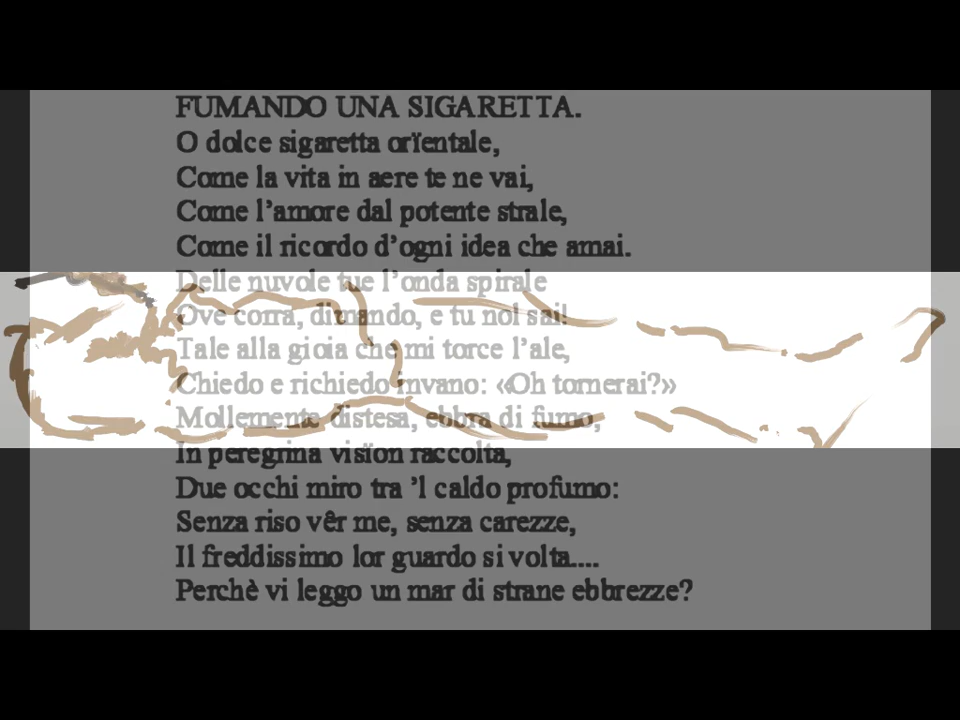 FUMANDO UNA SIGARETTA.
O dolce sigaretta orïentale,
Come la vita in aere te ne vai,
Come l'amore dal potente strale,
Come il ricordo d'ogni idea che amai.
Delle nuvole tue l'onda spirale
Ove corra, dimando, e tu nol sai!
Tale alla gioia che mi torce l'ale,
Chiedo e richiedo invano: «Oh tornerai?»
Mollemente distesa, ebbra di fumo,
In peregrina visïon raccolta,
Due occhi miro tra 'l caldo profumo:
Senza riso vêr me, senza carezze,
Il freddissimo lor guardo si volta....
Perchè vi leggo un mar di strane ebbrezze?